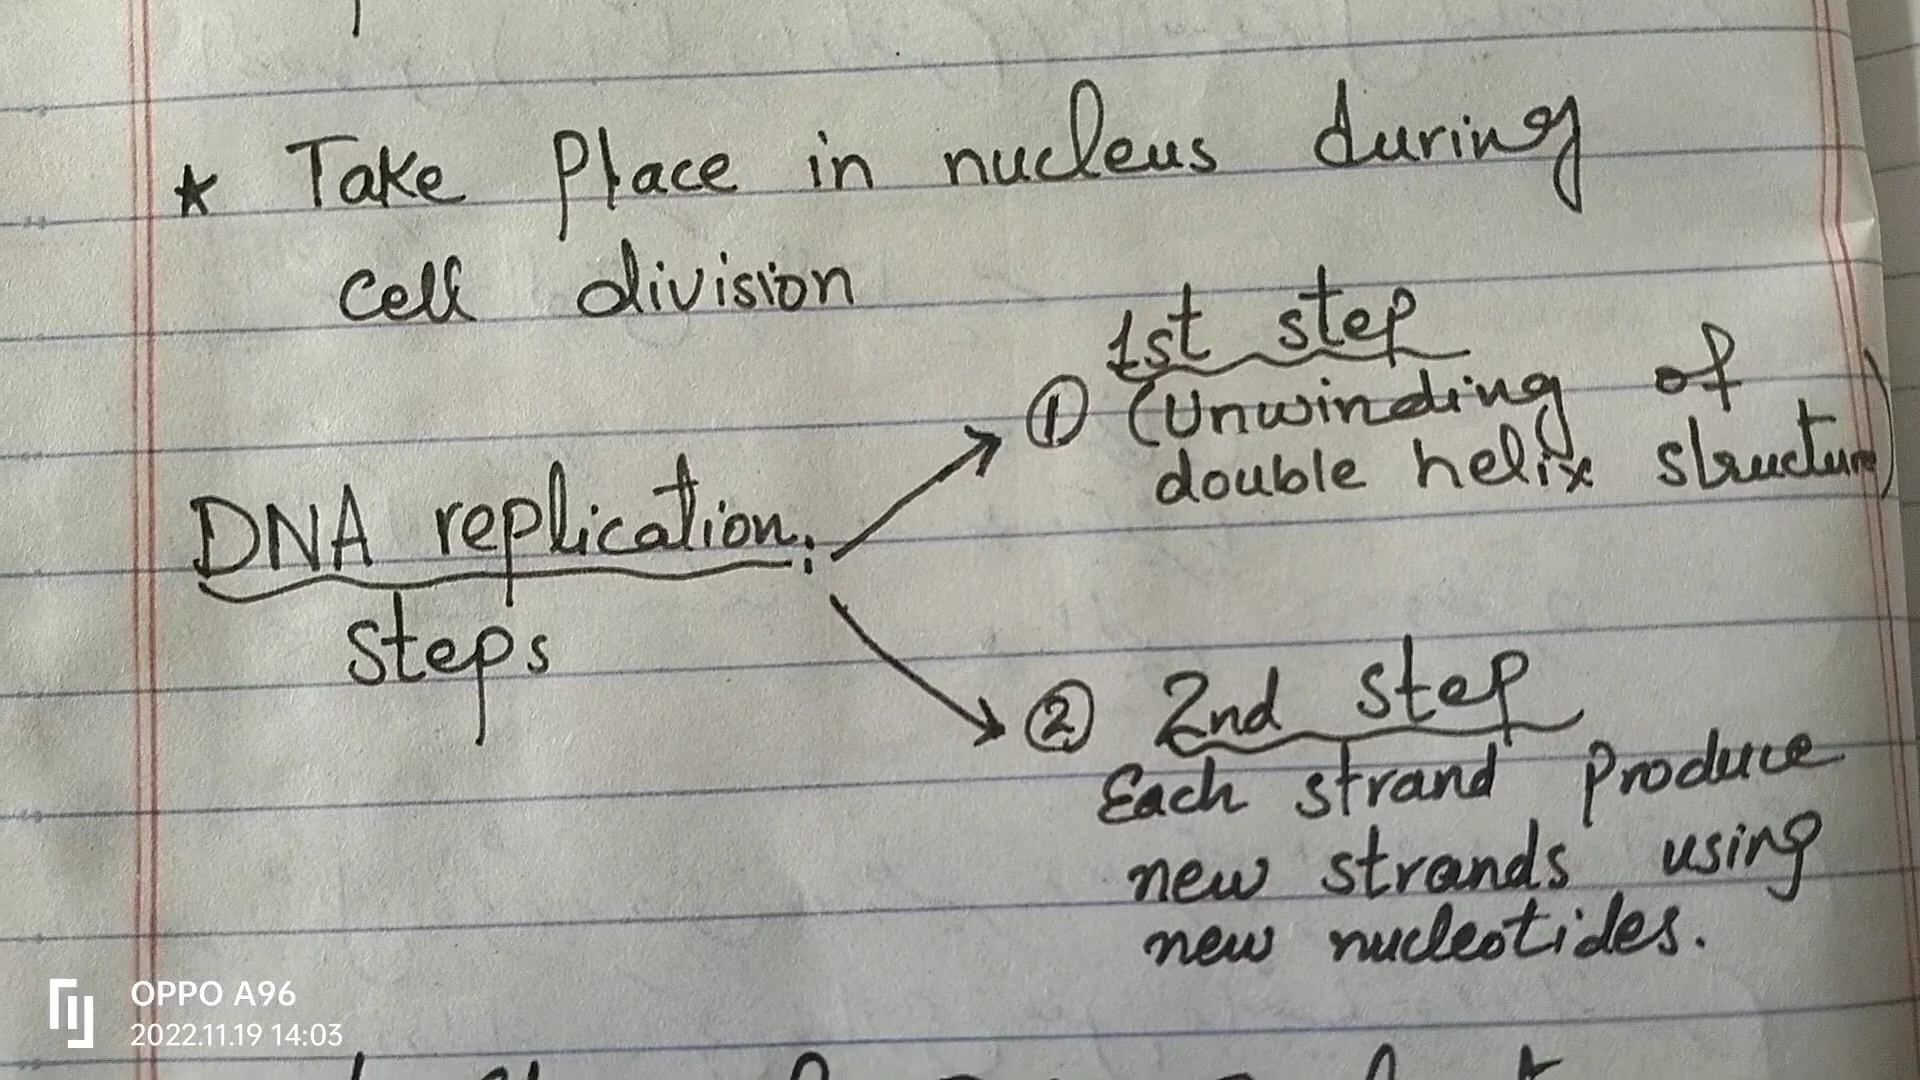 ★ Take Place in nucleus during
cell division
DNA replication:
steps
1st step
① (Unwinding of
double helix structure)
② 2nd step
Each strand produce
new strands using
new nucleotides.
OPPO A96
2022.11.19 14:03